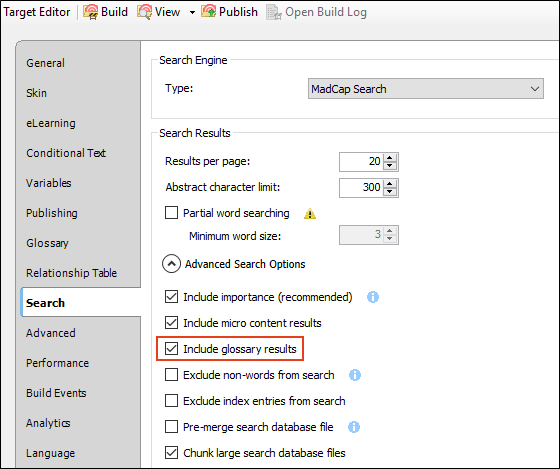 Target Editor Build View Publish Open Build Log
General
Skin
eLearning
Conditional Text
Variables
Publishing
Glossary
Relationship Table
Search
Advanced
Performance
Build Events
Analytics
Language
Search Engine
Type: MadCap Search
Search Results
Results per page: 20
Abstract character limit: 300
Partial word searching
Minimum word size: 3
Advanced Search Options
Include importance (recommended)
Include micro content results
Include glossary results
Exclude non-words from search
Exclude index entries from search
Pre-merge search database file
Chunk large search database files